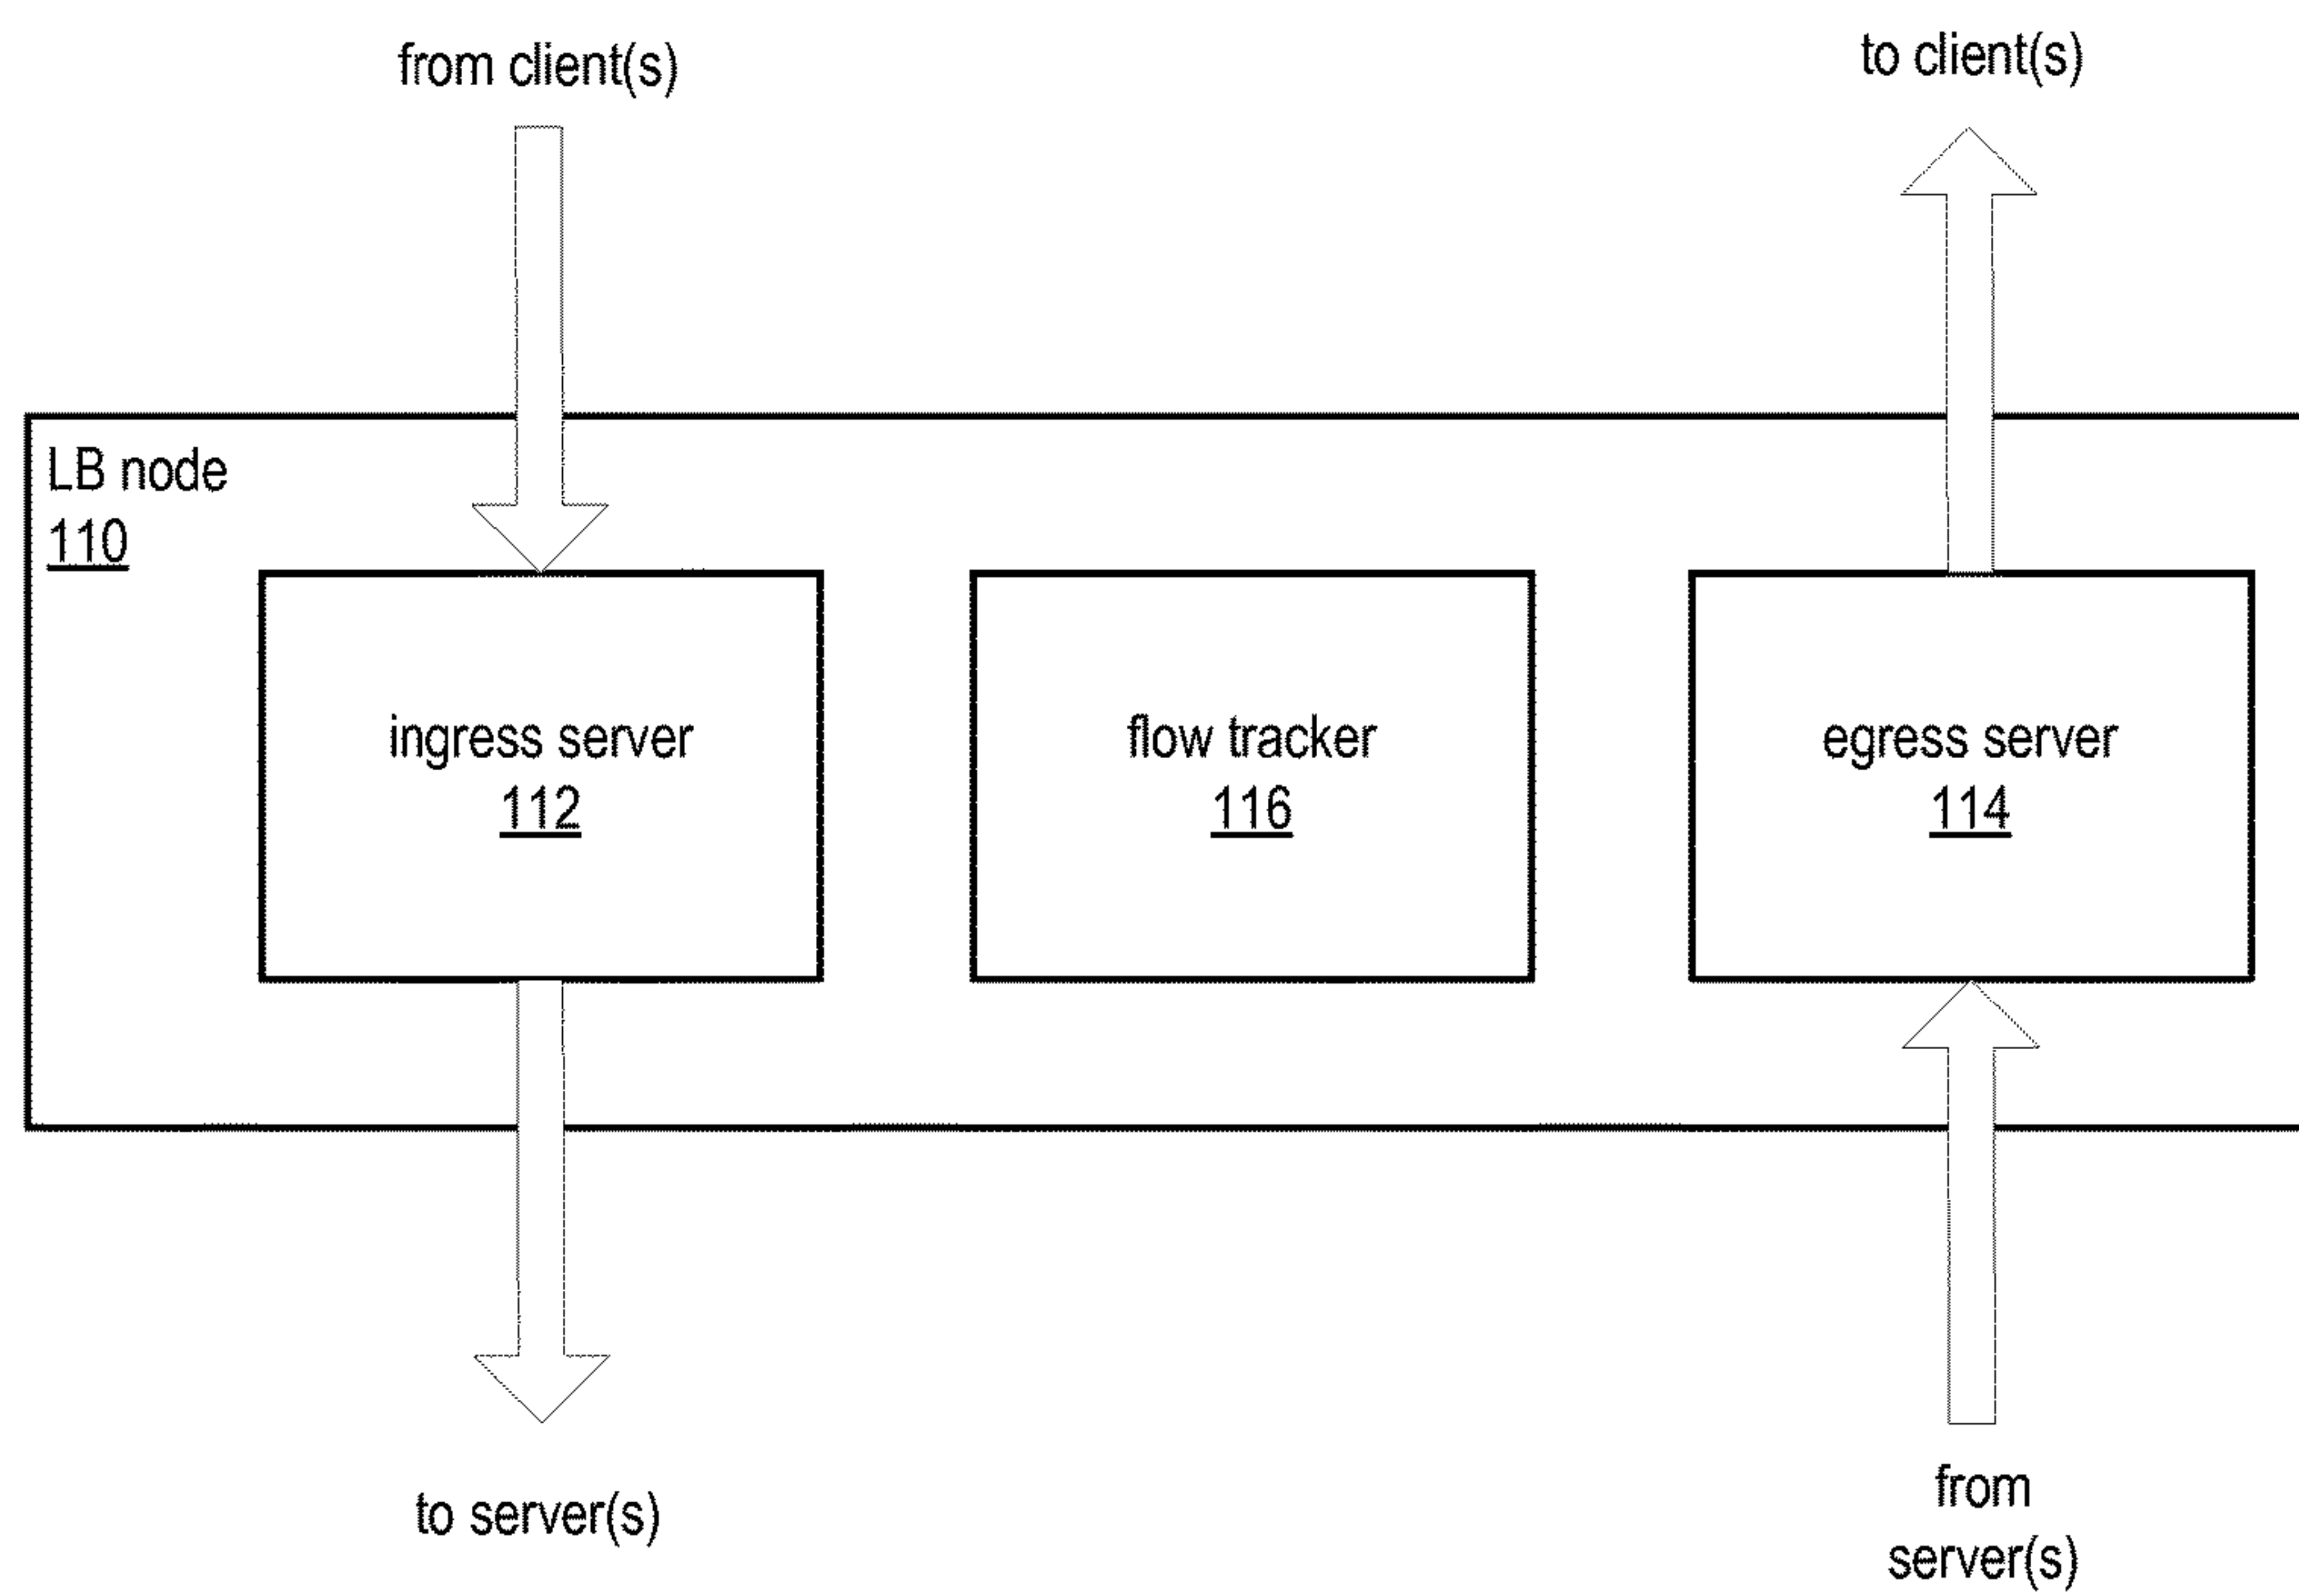 from client(s)
to client(s)
LB node
110
ingress server
112
flow tracker
116
egress server
114
to server(s)
from
server(s)